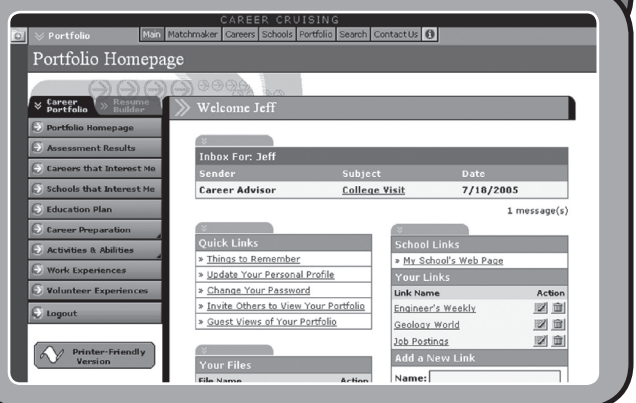 CAREER CRUISING
Portfolio
Main Matchmaker Careers Schools Portfolio Search Contact Us
Portfolio Homepage
Career Portfolio
Resume Builder
Portfolio Homepage
Assessment Results
Careers that Interest Me
Schools that Interest Me
Education Plan
Career Preparation
Activities & Abilities
Work Experiences
Volunteer Experiences
Logout
Printer-Friendly
Version
Welcome Jeff
Inbox For: Jeff
Sender Subject Date
Career Advisor College Visit 7/18/2005
1 message(s)
Quick Links
» Things to Remember
» Update Your Personal Profile
» Change Your Password
» Invite Others to View Your Portfolio
» Guest Views of Your Portfolio
Your Files
File Name Action
School Links
» My School's Web Page
Your Links
Link Name Action
Engineer's Weekly
Geology World
Job Postings
Add a New Link
Name: